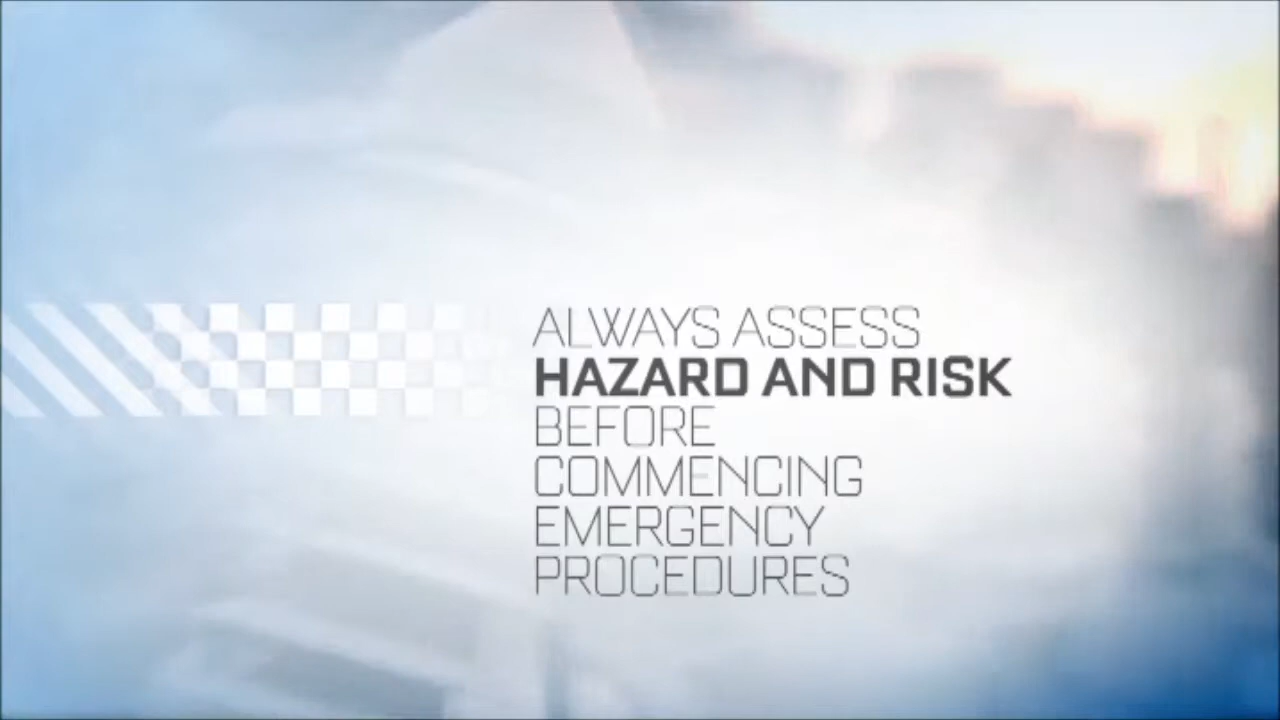 ALWAYS ASSESS
HAZARD AND RISK
BEFORE
COMMENCING
EMERGENCY
PROCEDURES